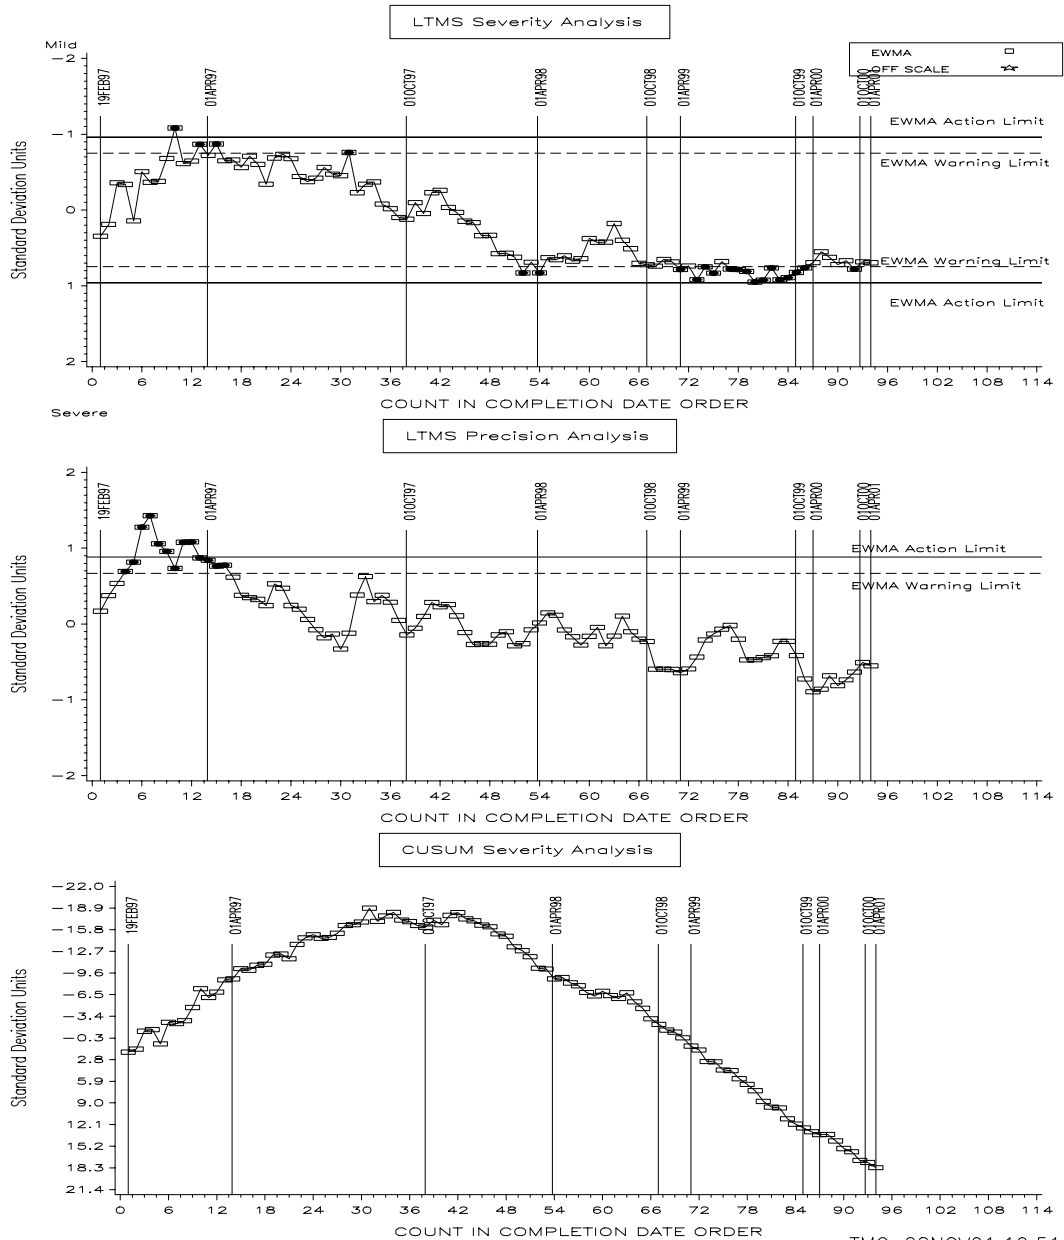 LTMS Severity Analysis
Mild
EWMA
OFF SCALE
-2
-1
0
1
2
Standard Deviation Units
19FEB97
01APR97
01OCT97
01APR98
01OCT98
01APR99
01OCT99
01APR00
01OCT00
01APR01
EWMA Action Limit
EWMA Warning Limit
EWMA Warning Limit
EWMA Action Limit
0 6 12 18 24 30 36 42 48 54 60 66 72 78 84 90 96 102 108 114
COUNT IN COMPLETION DATE ORDER
Severe
LTMS Precision Analysis
2
1
0
-1
-2
Standard Deviation Units
19FEB97
01APR97
01OCT97
01APR98
01OCT98
01APR99
01OCT99
01APR00
01OCT00
01APR01
EWMA Action Limit
EWMA Warning Limit
0 6 12 18 24 30 36 42 48 54 60 66 72 78 84 90 96 102 108 114
COUNT IN COMPLETION DATE ORDER
CUSUM Severity Analysis
-22.0
-18.9
-15.8
-12.7
-9.6
-6.5
-3.4
-0.3
2.8
5.9
9.0
12.1
15.2
18.3
21.4
Standard Deviation Units
19FEB97
01APR97
01OCT97
01APR98
01OCT98
01APR99
01OCT99
01APR00
01OCT00
01APR01
0 6 12 18 24 30 36 42 48 54 60 66 72 78 84 90 96 102 108 114
COUNT IN COMPLETION DATE ORDER